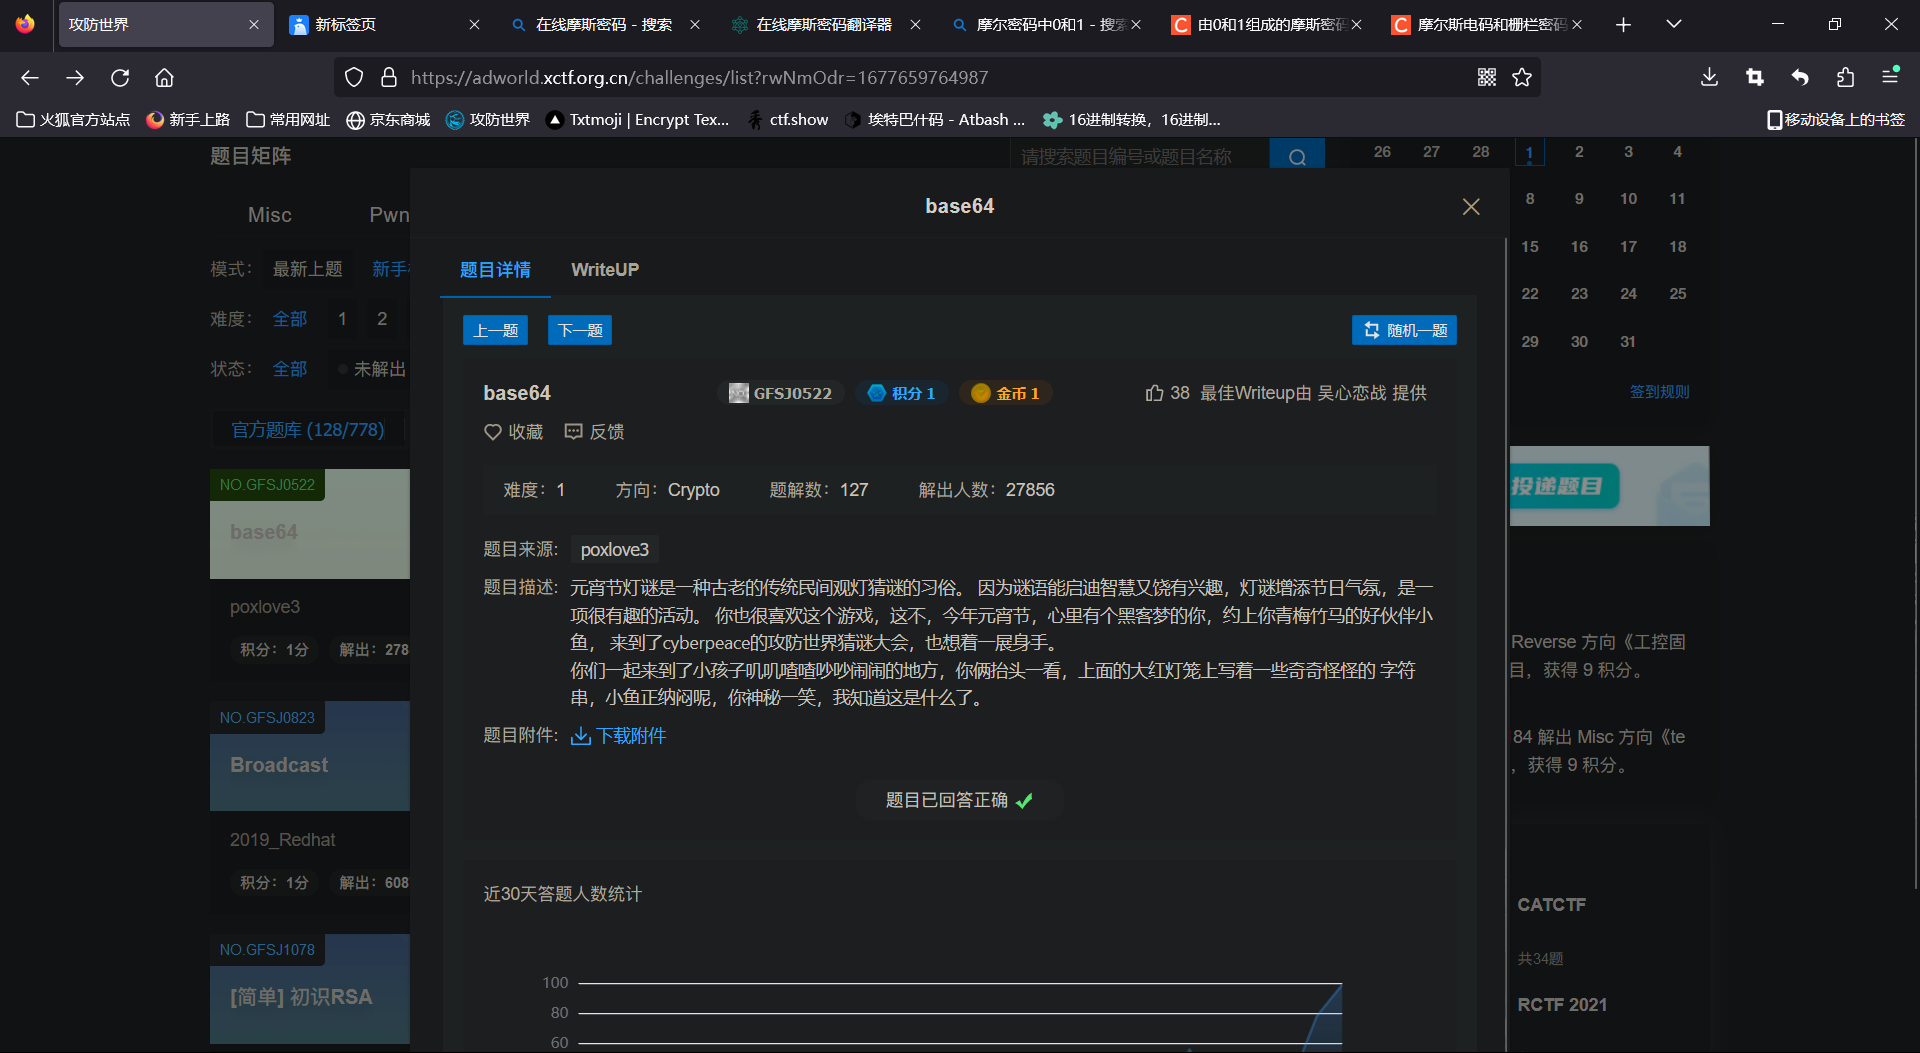 攻防世界
新标签页
在线摩斯密码 - 搜索
在线摩斯密码翻译器
摩尔密码中0和1 - 搜索
由0和1组成的摩斯密码
摩尔斯电码和栅栏密码
https://adworld.xctf.org.cn/challenges/list?rwNmOdr=1677659764987
火狐官方站点
新手上路
常用网址
京东商城
攻防世界
Txtmoji | Encrypt Tex...
ctf.show
埃特巴什码 - Atbash ...
16进制转换，16进制...
移动设备上的书签
题目矩阵
请搜索题目编号或题目名称
26 27 28 1 2 3 4
8 9 10 11
15 16 17 18
22 23 24 25
29 30 31
签到规则
Misc
Pwn
模式：
最新上题
新手
难度：
全部
1
2
状态：
全部
未解出
官方题库 (128/778)
NO.GFSJ0522
base64
poxlove3
积分：1分
解出：278
NO.GFSJ0823
Broadcast
2019_Redhat
积分：1分
解出：608
NO.GFSJ1078
[简单] 初识RSA
base64
题目详情
WriteUP
上一题
下一题
随机一题
base64
GFSJ0522
积分 1
金币 1
38
最佳Writeup由 吴心恋战 提供
收藏
反馈
难度：1
方向：Crypto
题解数：127
解出人数：27856
题目来源:
poxlove3
题目描述:
元宵节灯谜是一种古老的传统民间观灯猜谜的习俗。 因为谜语能启迪智慧又饶有兴趣，灯谜增添节日气氛，是一
项很有趣的活动。 你也很喜欢这个游戏，这不，今年元宵节，心里有个黑客梦的你，约上你青梅竹马的好伙伴小
鱼， 来到了cyberpeace的攻防世界猜谜大会，也想着一展身手。
你们一起来到了小孩子叽叽喳喳吵吵闹闹的地方，你俩抬头一看，上面的大红灯笼上写着一些奇奇怪怪的 字符
串，小鱼正纳闷呢，你神秘一笑，我知道这是什么了。
题目附件:
下载附件
题目已回答正确
近30天答题人数统计
100
80
60
投递题目
Reverse 方向《工控固
目，获得 9 积分。
84 解出 Misc 方向《te
，获得 9 积分。
CATCTF
共34题
RCTF 2021